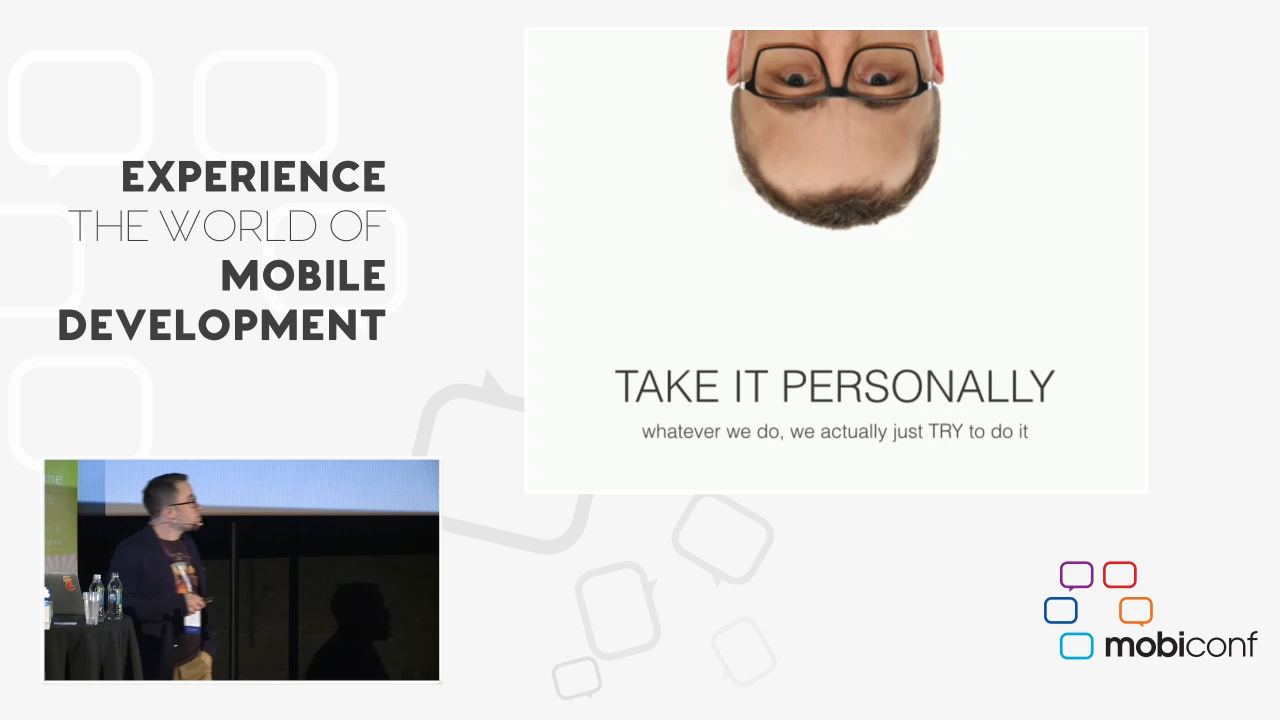 EXPERIENCE
THE WORLD OF
MOBILE
DEVELOPMENT
TAKE IT PERSONALLY
whatever we do, we actually just TRY to do it
mobiconf